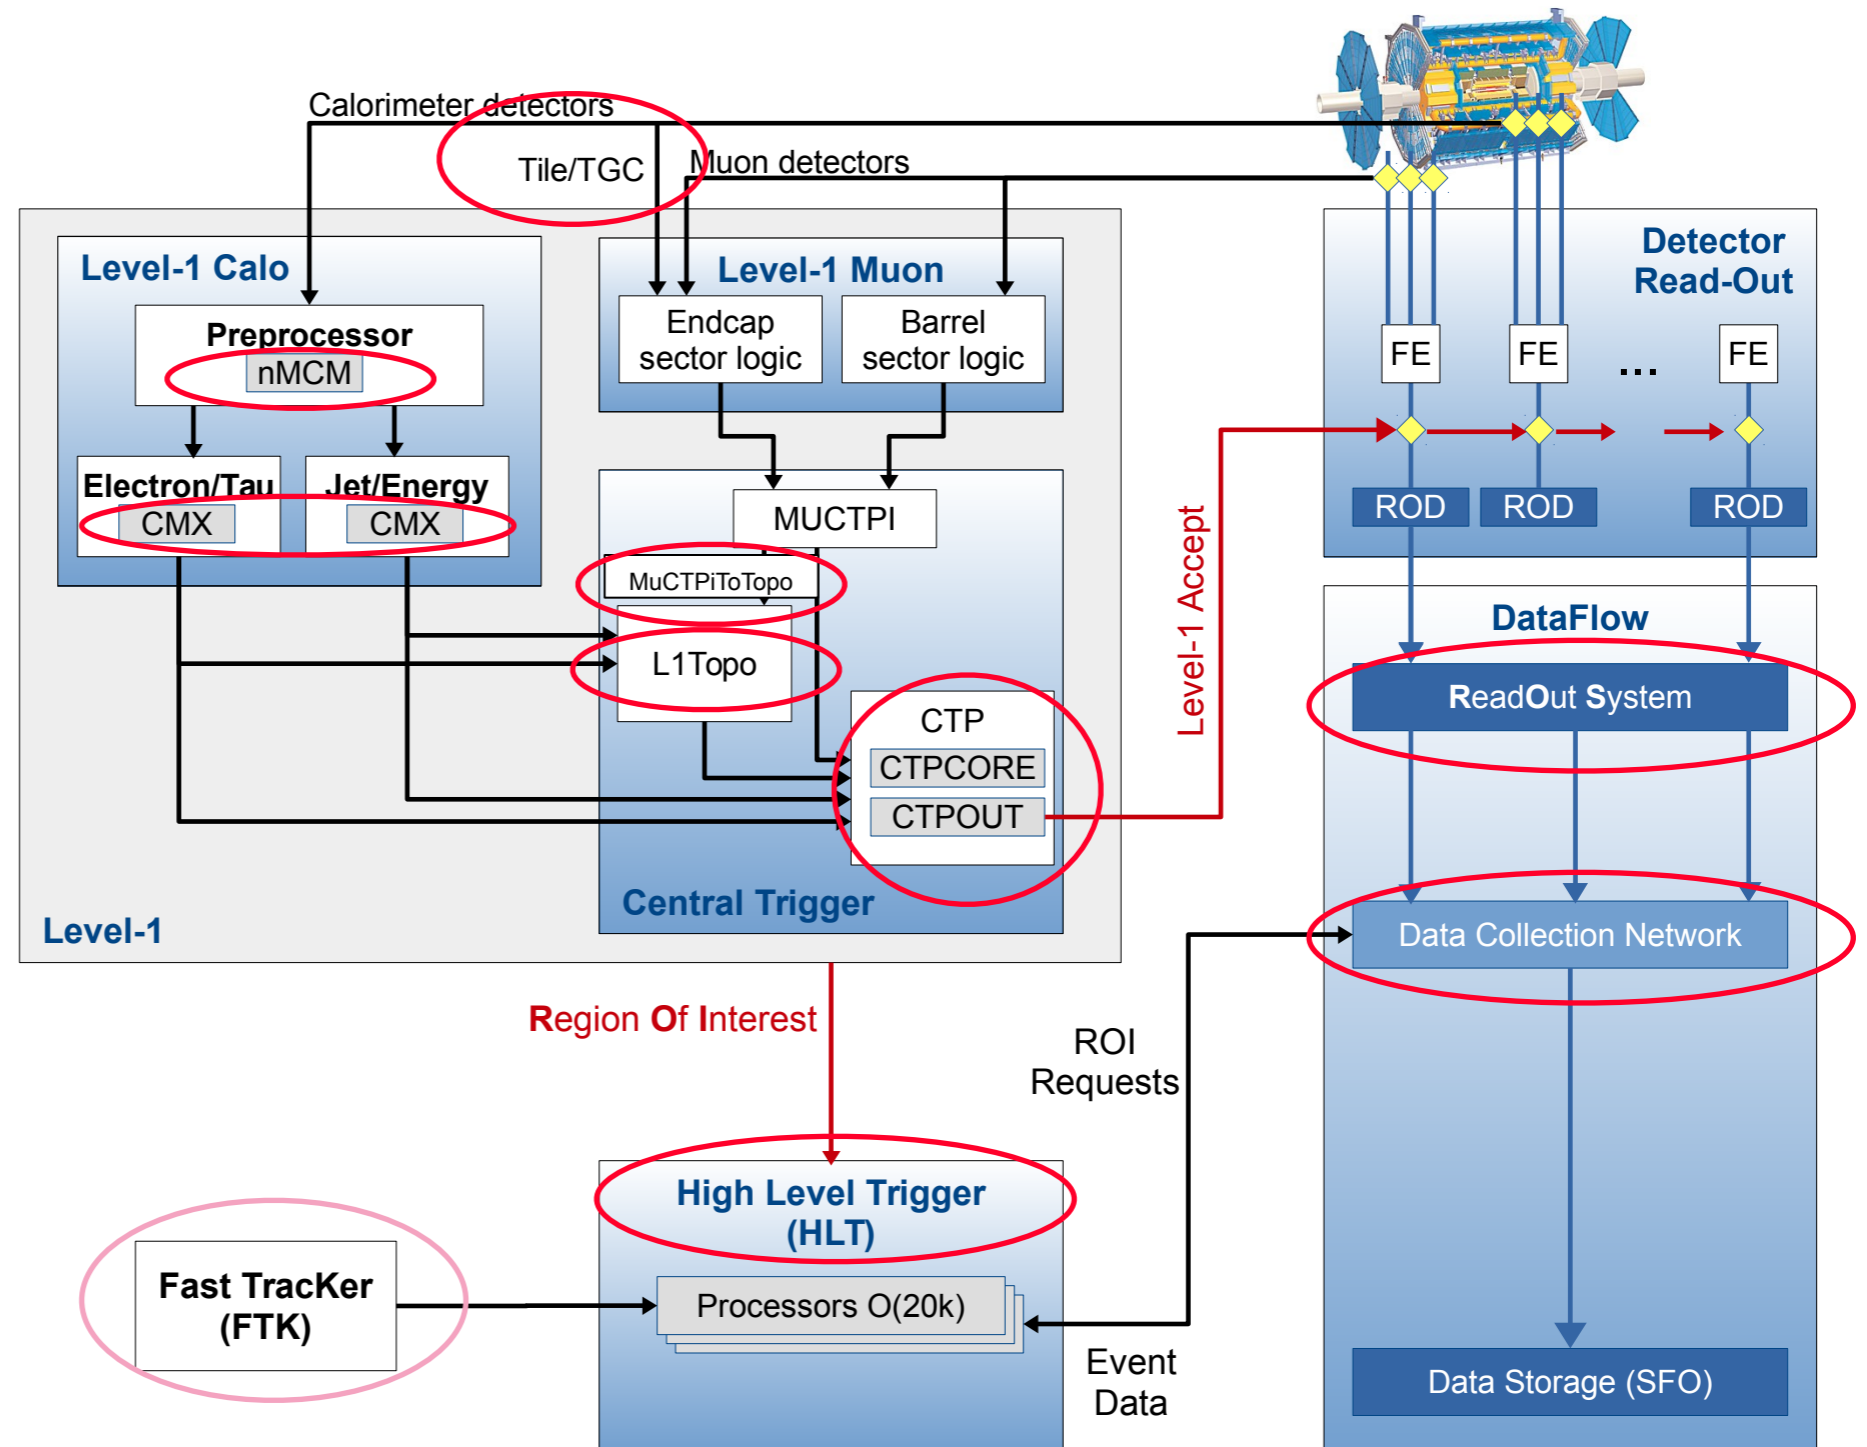 Calorimeter detectors
Tile/TGC
Muon detectors
Level-1 Calo
Preprocessor
nMCM
Electron/Tau
CMX
Jet/Energy
CMX
Level-1 Muon
Endcap
sector logic
Barrel
sector logic
MUCTPI
MuCTPiToTopo
L1Topo
CTP
CTPCORE
CTPOUT
Central Trigger
Level-1
Level-1 Accept
Detector
Read-Out
FE
FE
...
FE
ROD
ROD
ROD
DataFlow
ReadOut System
Data Collection Network
Data Storage (SFO)
Region Of Interest
ROI
Requests
High Level Trigger
(HLT)
Processors O(20k)
Event
Data
Fast TracKer
(FTK)